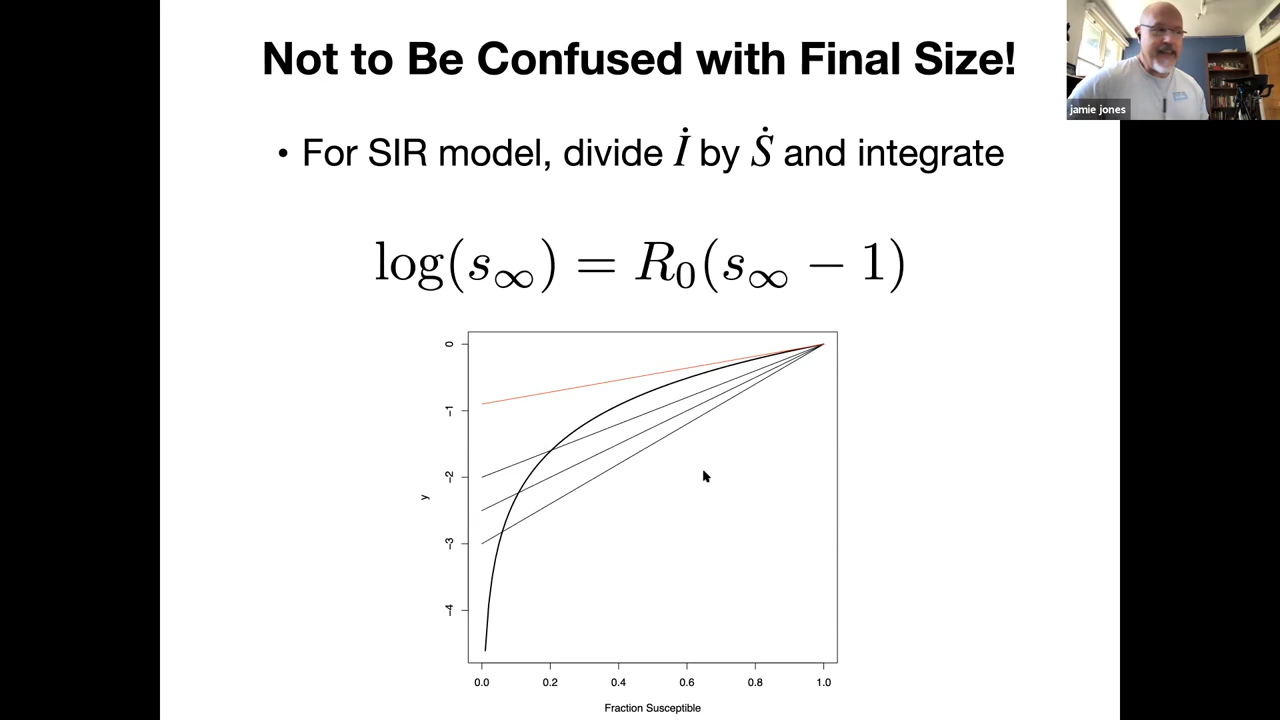 Not to Be Confused with Final Size!
jamie jones
• For SIR model, divide İ by Ṡ and integrate
log(s∞) = R₀(s∞ − 1)
0
−1
−2
−3
−4
y
0.0 0.2 0.4 0.6 0.8 1.0
Fraction Susceptible